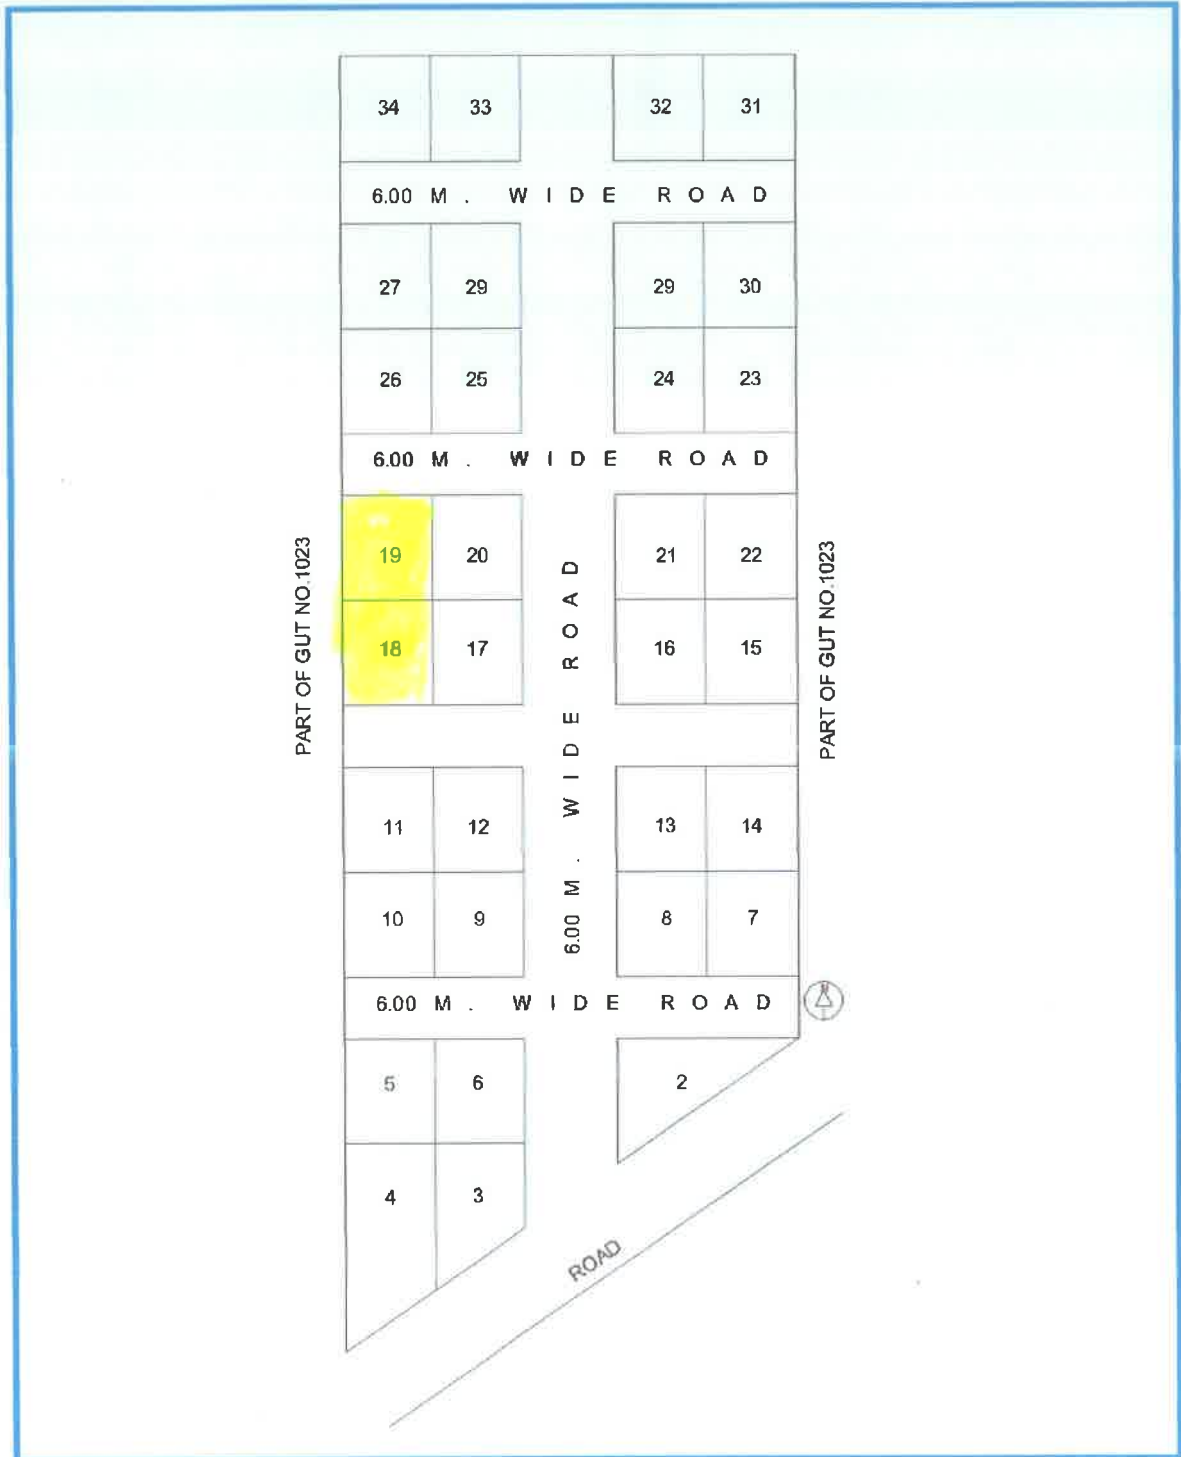 34 33 32 31
6.00 M. WIDE ROAD
27 29 29 30
26 25 24 23
6.00 M. WIDE ROAD
19 20 21 22
18 17 16 15
PART OF GUT NO.1023
6.00 M. WIDE ROAD
PART OF GUT NO.1023
11 12 13 14
10 9 8 7
6.00 M. WIDE ROAD
N
5 6 2
4 3
ROAD